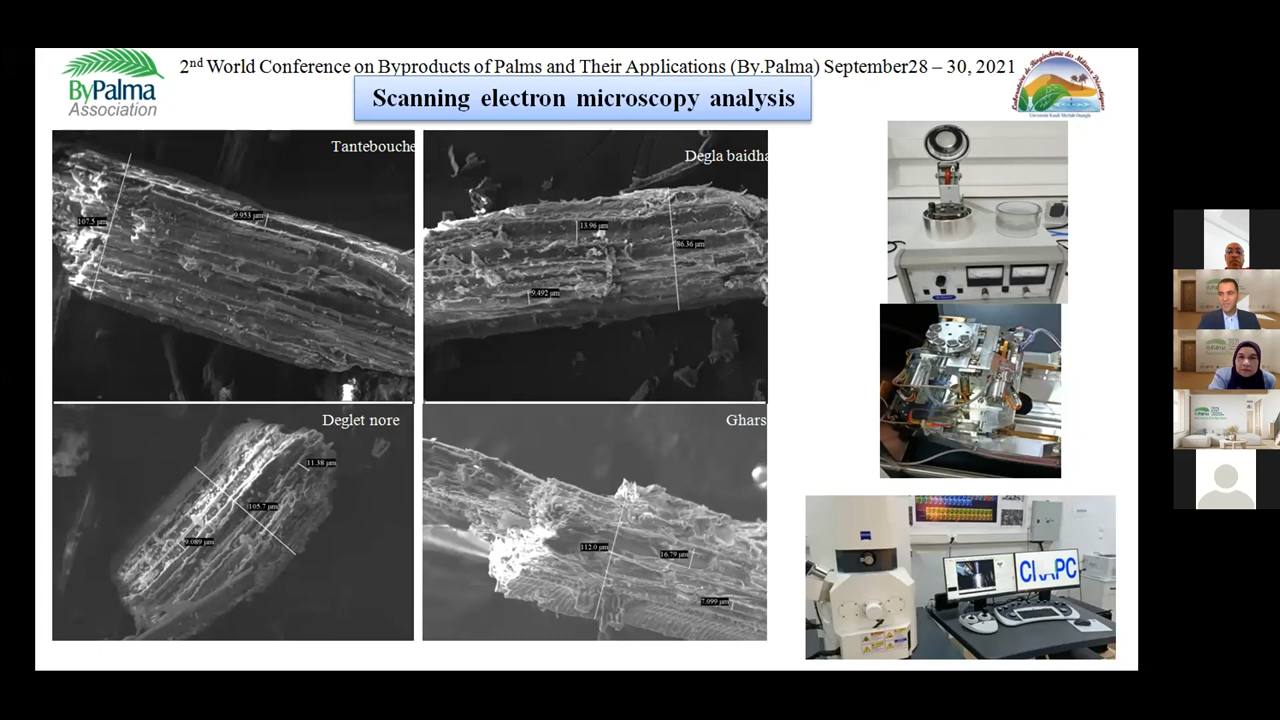 2nd World Conference on Byproducts of Palms and Their Applications (By.Palma) September28 – 30, 2021
ByPalma
Association
Scanning electron microscopy analysis
Tantebouche
107.5 µm
9.953 µm
Degla baidha
13.96 µm
86.36 µm
9.492 µm
Deglet nore
11.38 µm
105.7 µm
9.089 µm
Ghars
112.0 µm
16.79 µm
7.099 µm